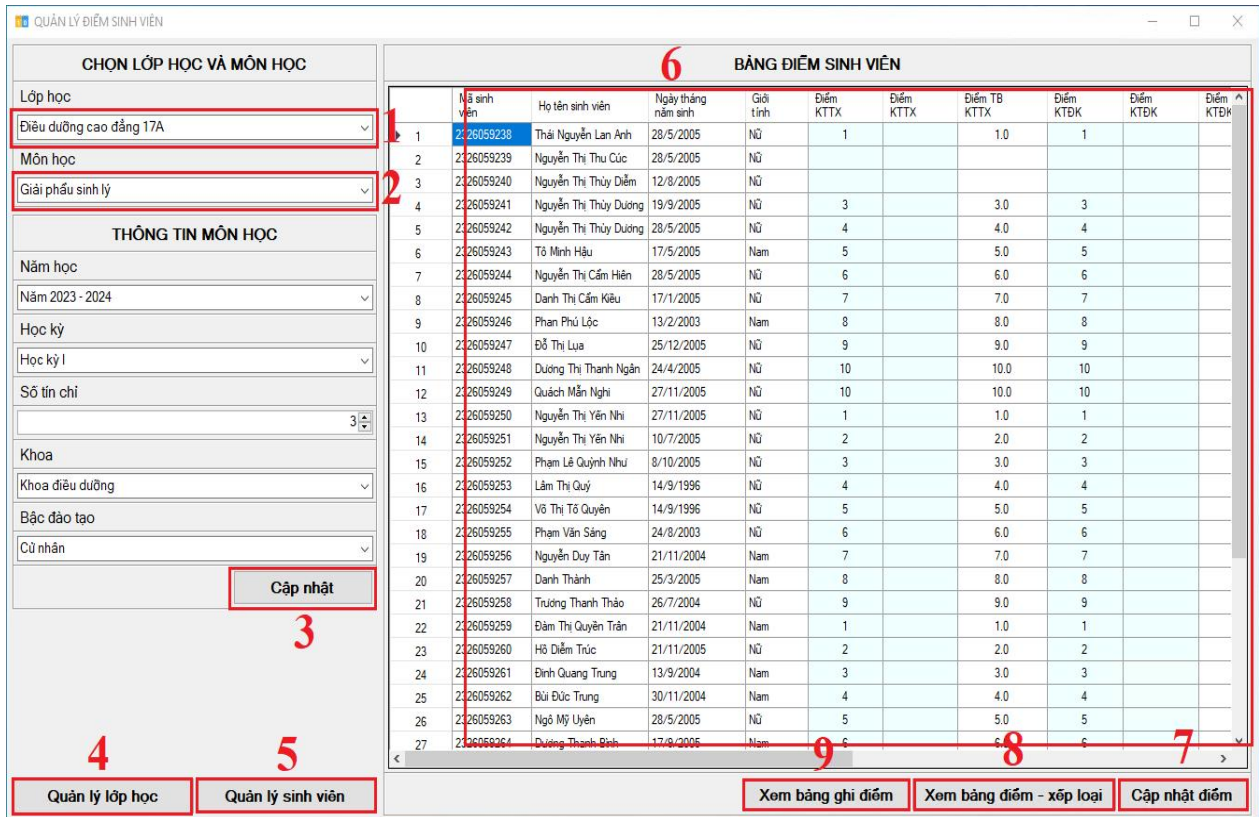 QUẢN LÝ ĐIỂM SINH VIÊN
CHỌN LỚP HỌC VÀ MÔN HỌC
Lớp học
Điều dưỡng cao đẳng 17A
1
Môn học
Giải phẩu sinh lý
2
THÔNG TIN MÔN HỌC
Năm học
Năm 2023 - 2024
Học kỳ
Học kỳ I
Số tín chỉ
3
Khoa
Khoa điều dưỡng
Bậc đào tạo
Cử nhân
Cập nhật
3
4
5
Quản lý lớp học
Quản lý sinh viên
6
BẢNG ĐIỂM SINH VIÊN
Mã sinh viên Họ tên sinh viên Ngày tháng năm sinh Giới tính Điểm KTTX Điểm KTTX Điểm TB KTTX Điểm KTĐK Điểm KTĐK Điểm KTĐK
1 2326059238 Thái Nguyễn Lan Anh 28/5/2005 Nữ 1 1.0 1
2 2326059239 Nguyễn Thị Thu Cúc 28/5/2005 Nữ
3 2326059240 Nguyễn Thị Thùy Diễm 12/8/2005 Nữ
4 2326059241 Nguyễn Thị Thùy Dương 19/9/2005 Nữ 3 3.0 3
5 2326059242 Nguyễn Thị Thùy Dương 28/5/2005 Nữ 4 4.0 4
6 2326059243 Tô Minh Hậu 17/5/2005 Nam 5 5.0 5
7 2326059244 Nguyễn Thị Cẩm Hiên 28/5/2005 Nữ 6 6.0 6
8 2326059245 Danh Thị Cẩm Kiều 17/1/2005 Nữ 7 7.0 7
9 2326059246 Phan Phú Lộc 13/2/2003 Nam 8 8.0 8
10 2326059247 Đỗ Thị Lụa 25/12/2005 Nữ 9 9.0 9
11 2326059248 Dương Thị Thanh Ngân 24/4/2005 Nữ 10 10.0 10
12 2326059249 Quách Mẫn Nghi 27/11/2005 Nữ 10 10.0 10
13 2326059250 Nguyễn Thị Yến Nhi 27/11/2005 Nữ 1 1.0 1
14 2326059251 Nguyễn Thị Yến Nhi 10/7/2005 Nữ 2 2.0 2
15 2326059252 Phạm Lê Quỳnh Như 8/10/2005 Nữ 3 3.0 3
16 2326059253 Lâm Thị Quý 14/9/1996 Nữ 4 4.0 4
17 2326059254 Võ Thị Tố Quyên 14/9/1996 Nữ 5 5.0 5
18 2326059255 Phạm Văn Sáng 24/8/2003 Nữ 6 6.0 6
19 2326059256 Nguyễn Duy Tân 21/11/2004 Nam 7 7.0 7
20 2326059257 Danh Thành 25/3/2005 Nam 8 8.0 8
21 2326059258 Trương Thanh Thảo 26/7/2004 Nữ 9 9.0 9
22 2326059259 Đàm Thị Quyền Trân 21/11/2004 Nam 1 1.0 1
23 2326059260 Hồ Diễm Trúc 21/11/2005 Nữ 2 2.0 2
24 2326059261 Đinh Quang Trung 13/9/2004 Nam 3 3.0 3
25 2326059262 Bùi Đức Trung 30/11/2004 Nam 4 4.0 4
26 2326059263 Ngô Mỹ Uyên 28/5/2005 Nữ 5 5.0 5
27 2326059264 Dương Thanh Bình 17/9/2005 Nam 6 6
9
8
7
Xem bảng ghi điểm
Xem bảng điểm - xếp loại
Cập nhật điểm